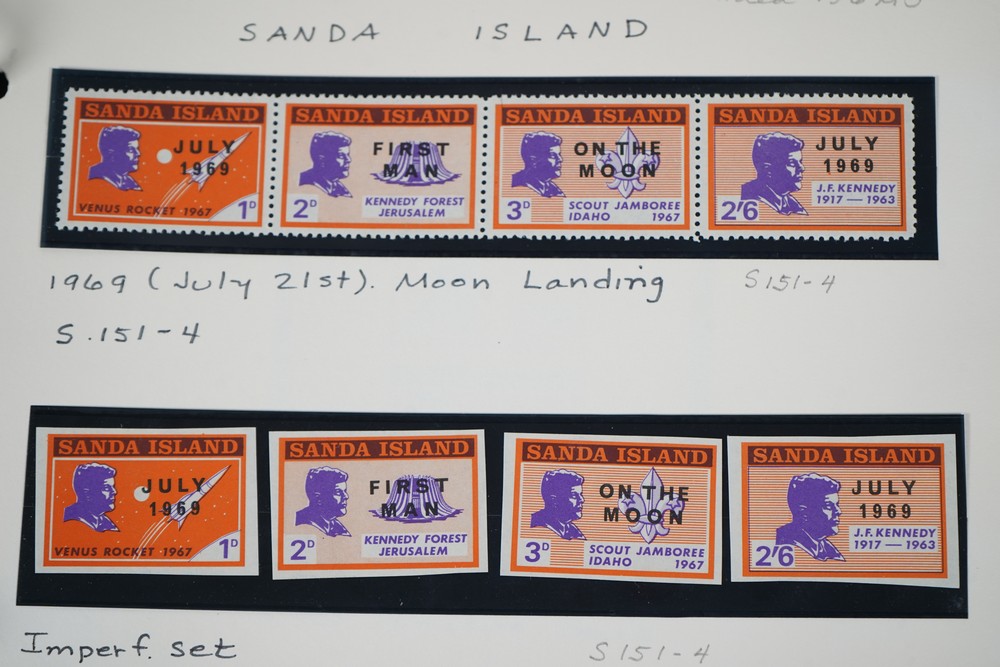 SANDA ISLAND
SANDA ISLAND
JULY
1969
VENUS ROCKET 1967
1D
SANDA ISLAND
FIRST
MAN
2D
KENNEDY FOREST
JERUSALEM
SANDA ISLAND
ON THE
MOON
3D
SCOUT JAMBOREE
IDAHO 1967
SANDA ISLAND
JULY
1969
2'6
J.F. KENNEDY
1917 — 1963
1969 (July 21st). Moon Landing
S151-4
S.151-4
SANDA ISLAND
JULY
1969
VENUS ROCKET 1967
1D
SANDA ISLAND
FIRST
MAN
2D
KENNEDY FOREST
JERUSALEM
SANDA ISLAND
ON THE
MOON
3D
SCOUT JAMBOREE
IDAHO 1967
SANDA ISLAND
JULY
1969
2'6
J.F. KENNEDY
1917 — 1963
Imperf. set
S151-4